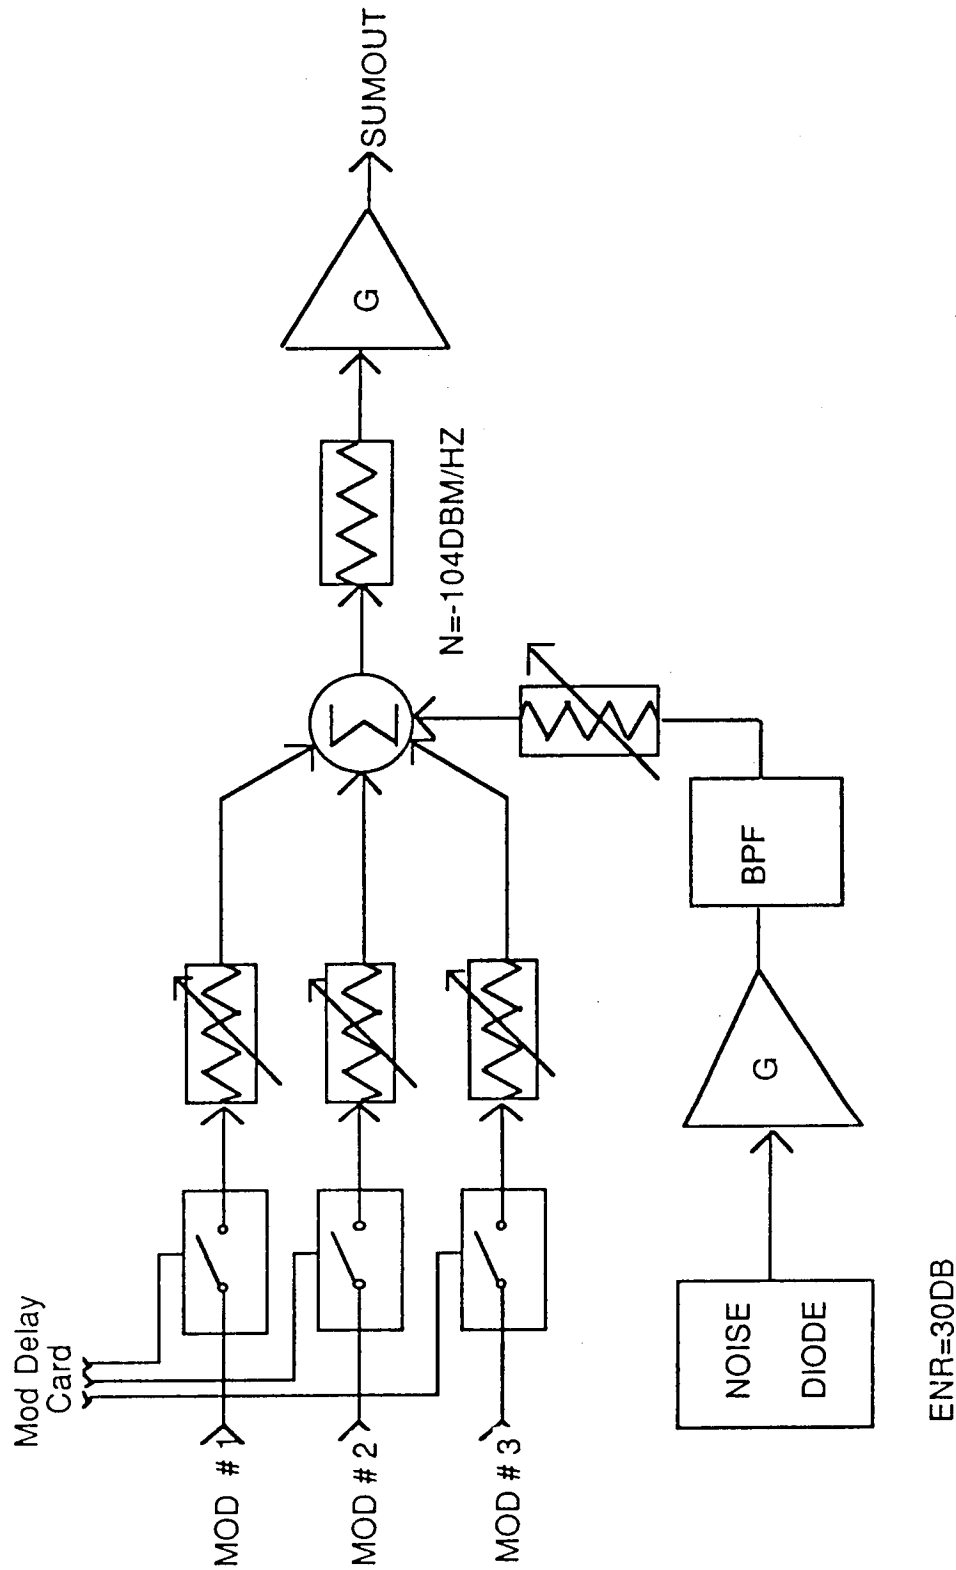 Mod Delay
Card
MOD #1
MOD #2
MOD #3
Σ
N=-104DBM/HZ
G
SUMOUT
NOISE
DIODE
G
BPF
ENR=30DB